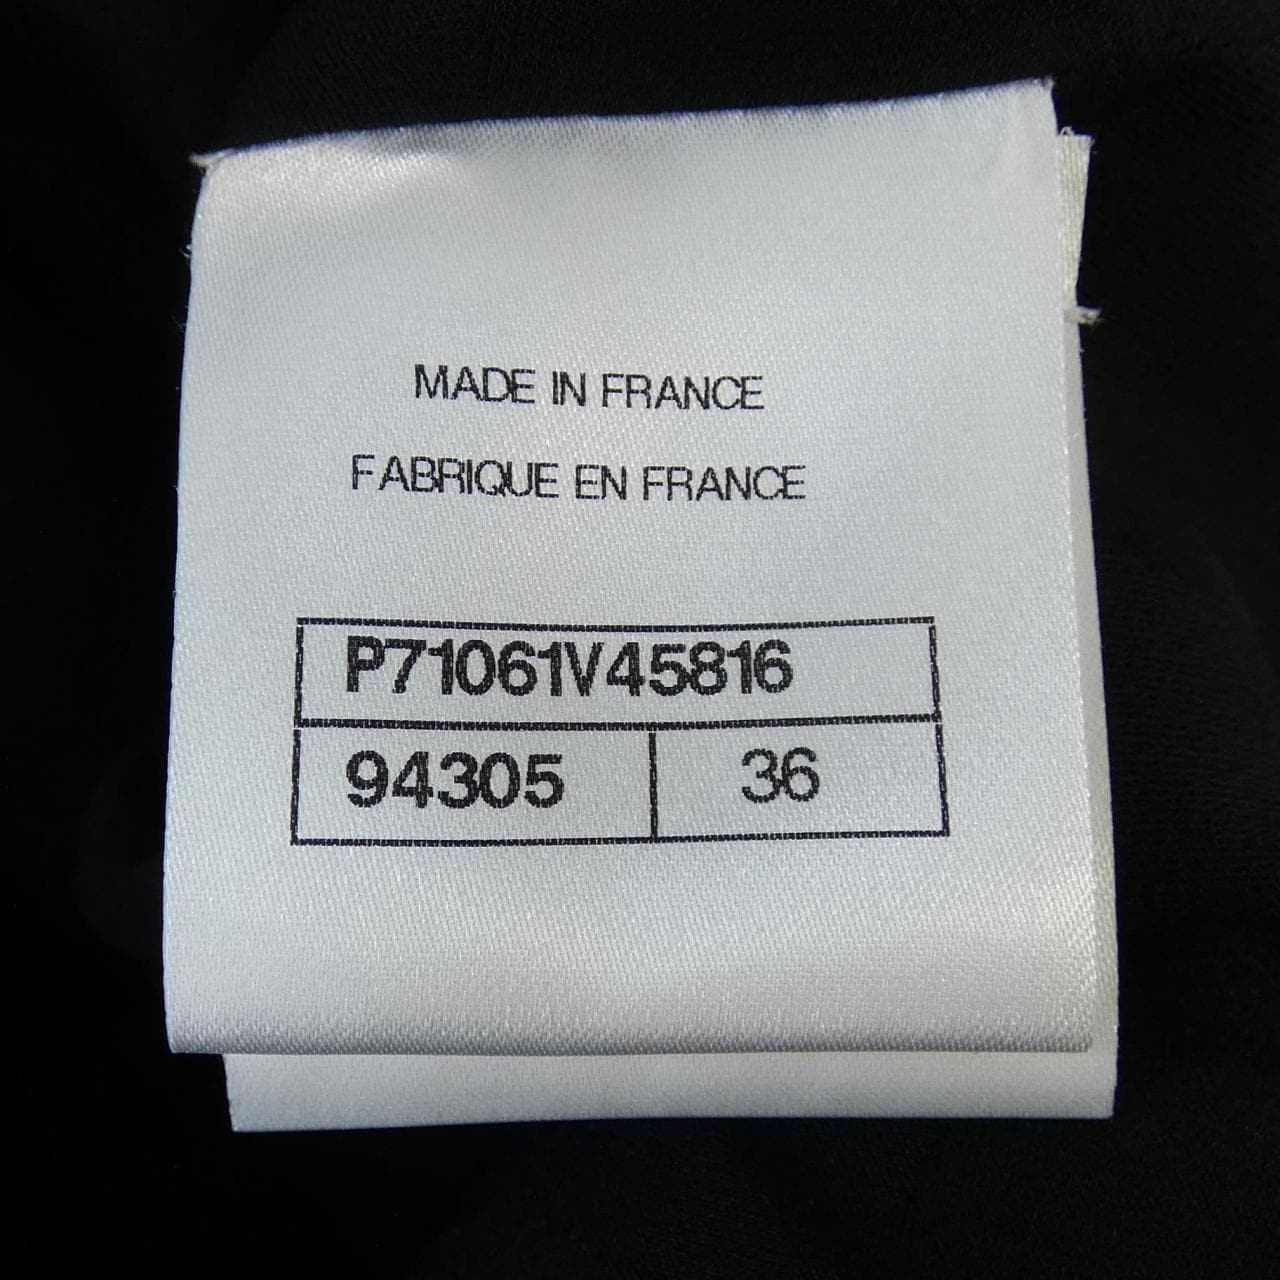 MADE IN FRANCE
FABRIQUE EN FRANCE
P71061V45816
94305 36